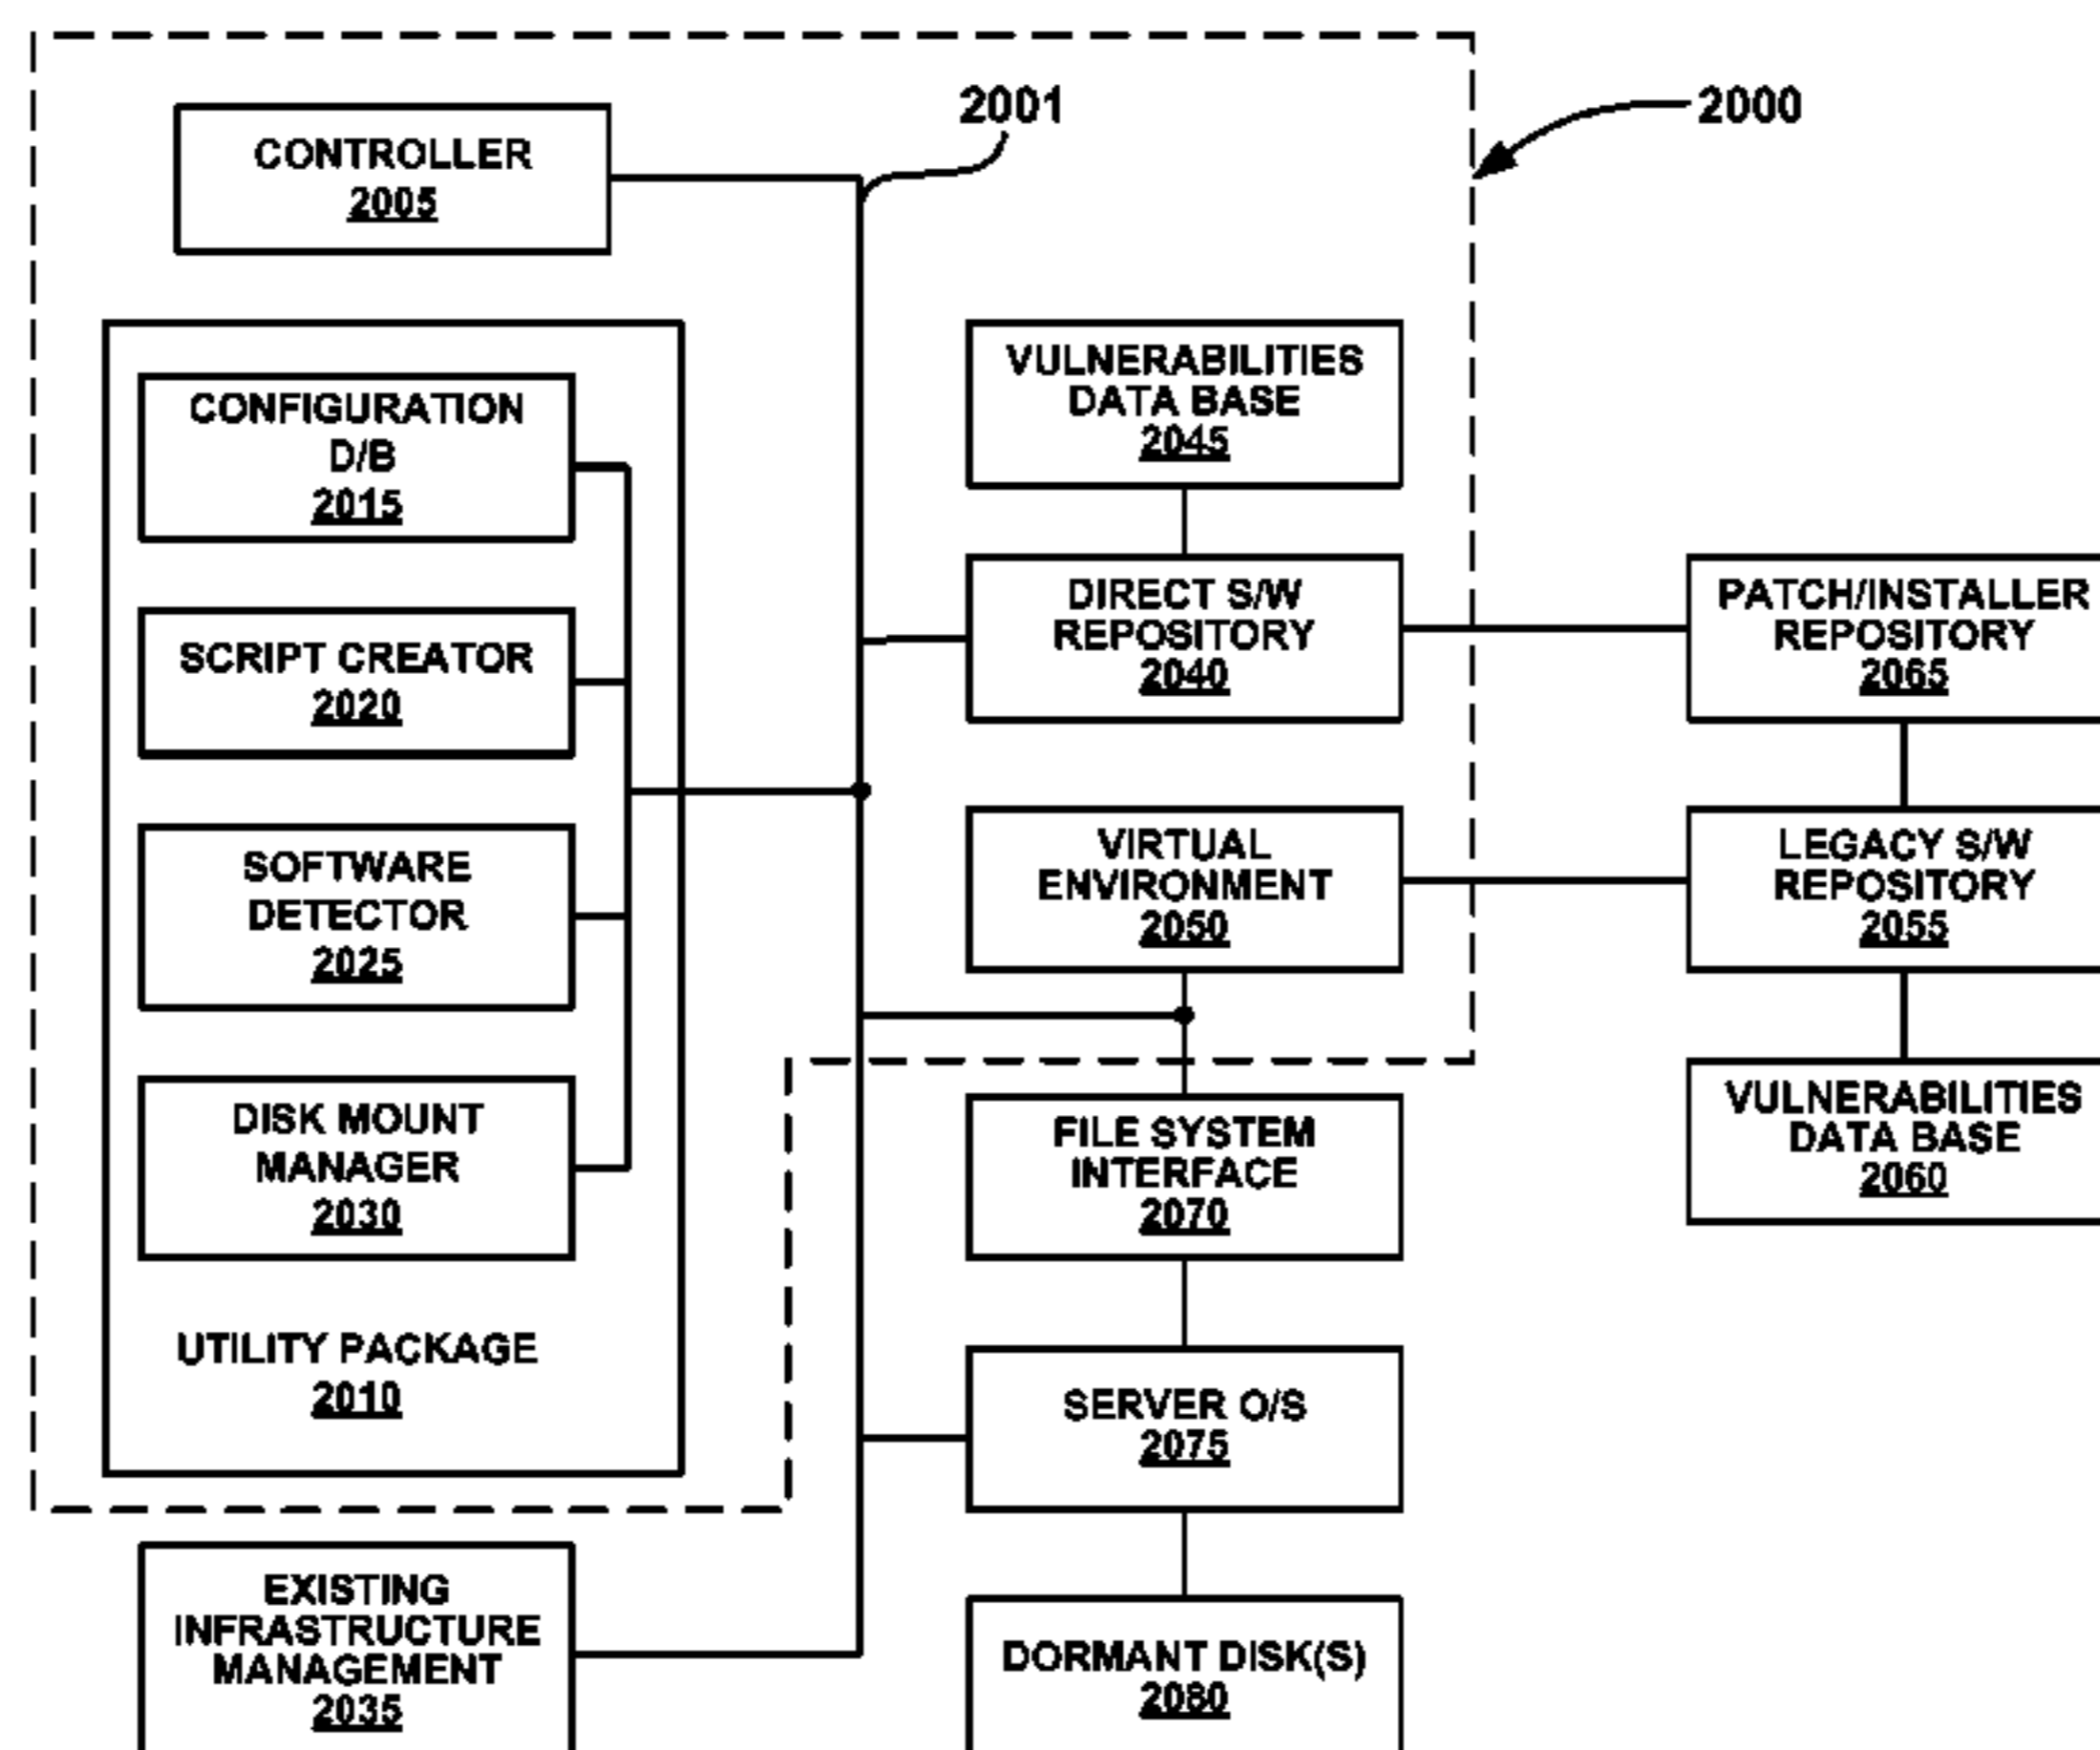 2001
2000
CONTROLLER
2005
CONFIGURATION
D/B
2015
SCRIPT CREATOR
2020
SOFTWARE
DETECTOR
2025
DISK MOUNT
MANAGER
2030
UTILITY PACKAGE
2010
EXISTING
INFRASTRUCTURE
MANAGEMENT
2035
VULNERABILITIES
DATA BASE
2045
DIRECT S/W
REPOSITORY
2040
VIRTUAL
ENVIRONMENT
2050
FILE SYSTEM
INTERFACE
2070
SERVER O/S
2075
DORMANT DISK(S)
2080
PATCH/INSTALLER
REPOSITORY
2065
LEGACY S/W
REPOSITORY
2055
VULNERABILITIES
DATA BASE
2060